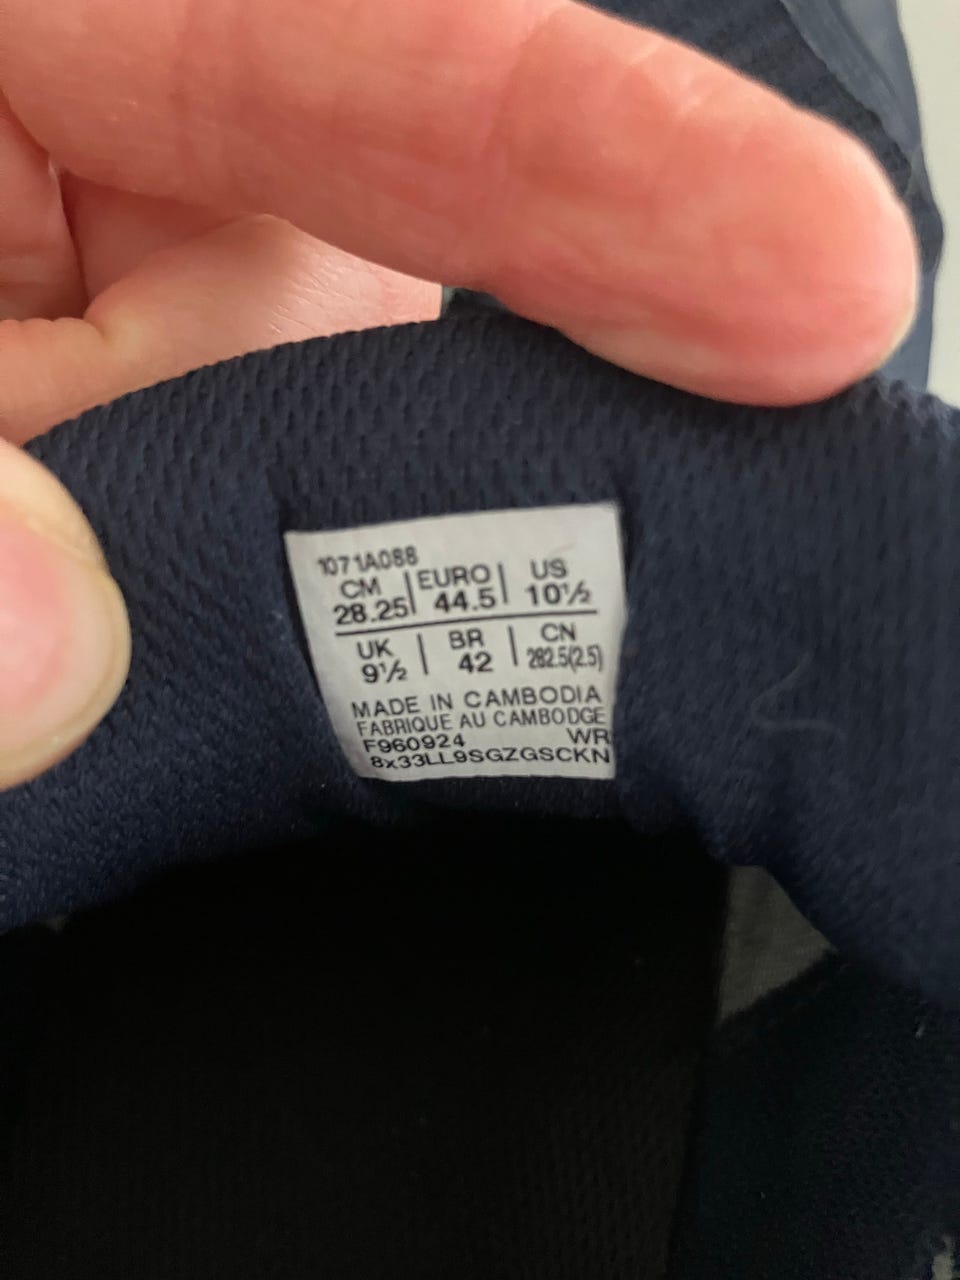 1071A088
CM | EURO | US
28.25 | 44.5 | 10½
UK | BR | CN
9½ | 42 | 282.5(2.5)
MADE IN CAMBODIA
FABRIQUE AU CAMBODGE
F960924 WR
8x33LL9SGZGSCKN